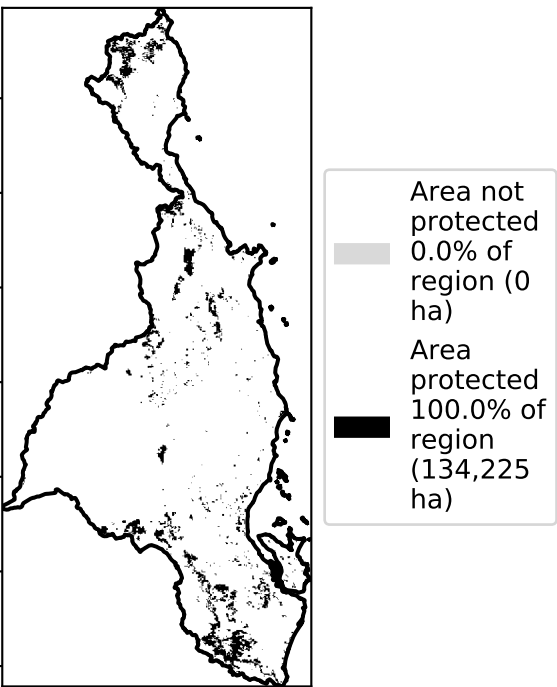 Area not
protected
0.0% of
region (0
ha)
Area
protected
100.0% of
region
(134,225
ha)